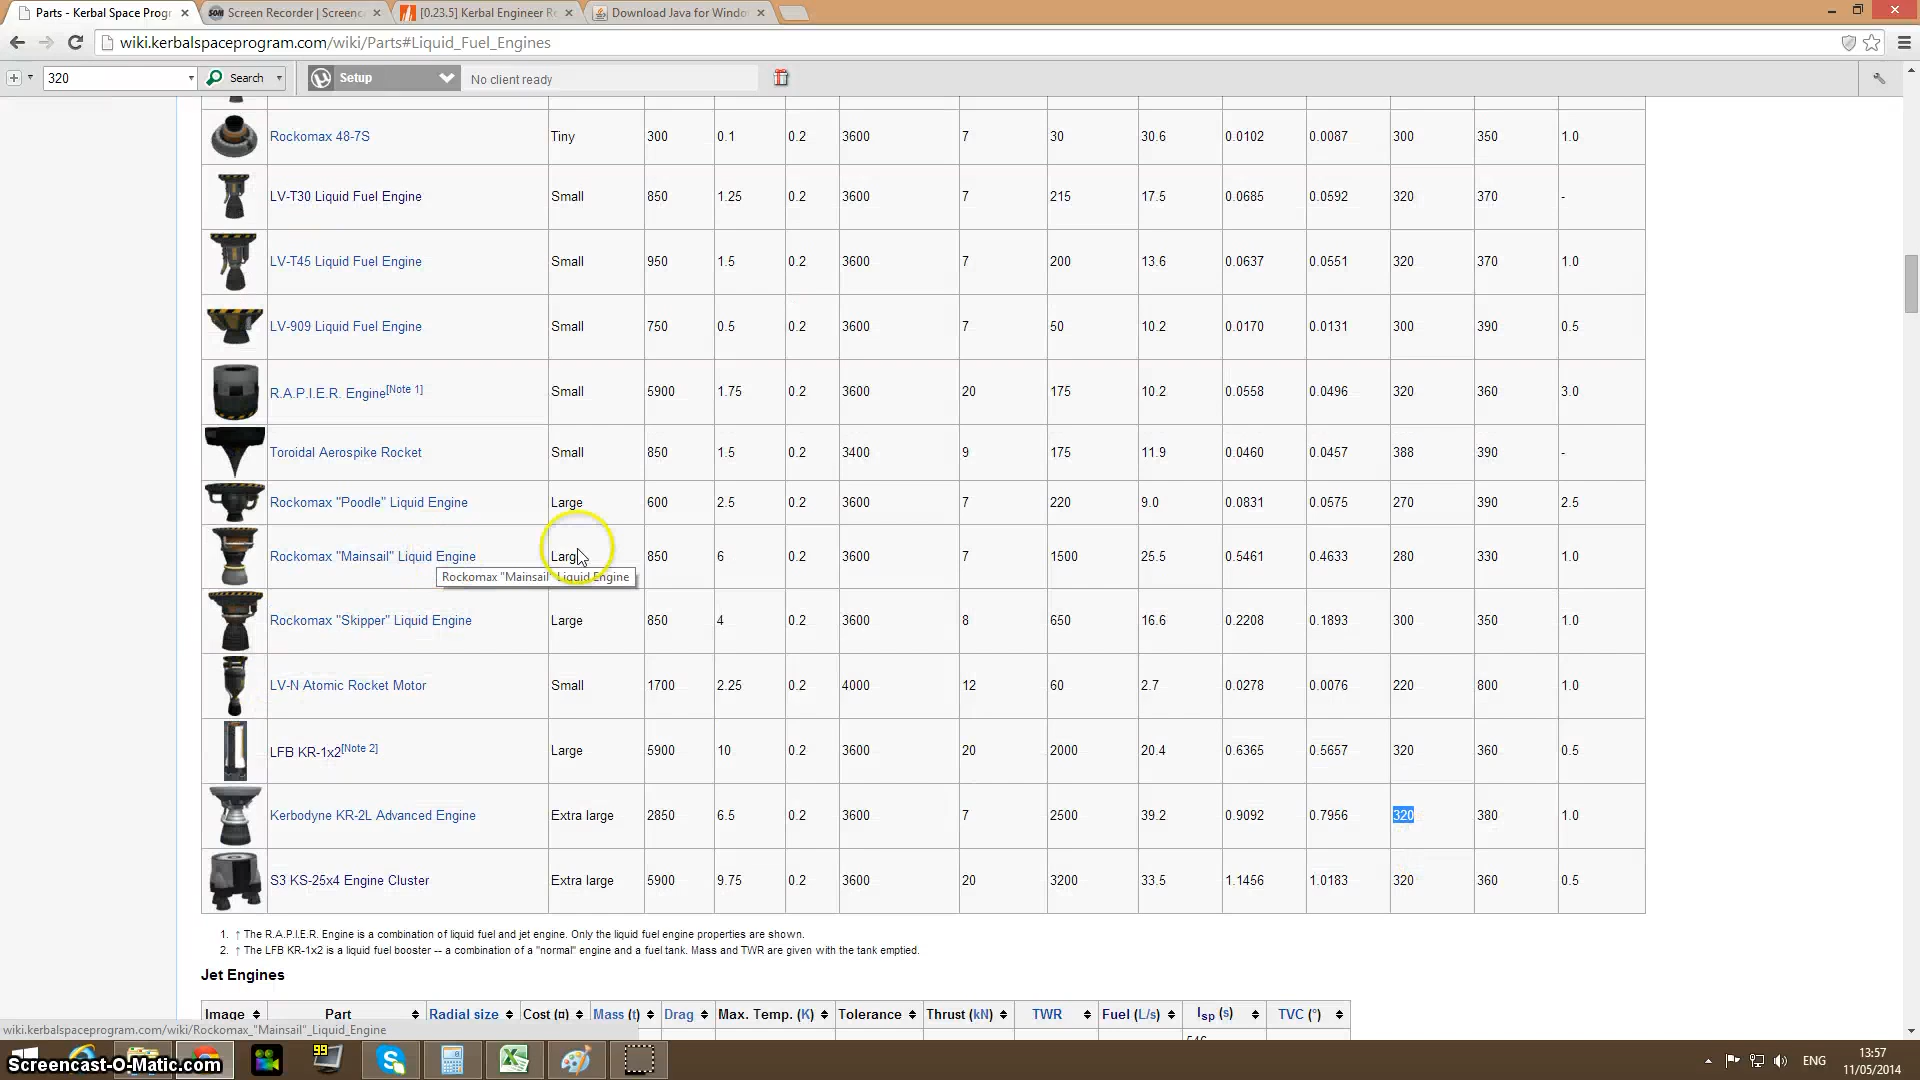 Parts - Kerbal Space Prog
Screen Recorder | Screenca
[0.23.5] Kerbal Engineer Re
Download Java for Windo
wiki.kerbalspaceprogram.com/wiki/Parts#Liquid_Fuel_Engines
320 Search Setup No client ready
Rockomax 48-7S Tiny 300 0.1 0.2 3600 7 30 30.6 0.0102 0.0087 300 350 1.0
LV-T30 Liquid Fuel Engine Small 850 1.25 0.2 3600 7 215 17.5 0.0685 0.0592 320 370 -
LV-T45 Liquid Fuel Engine Small 950 1.5 0.2 3600 7 200 13.6 0.0637 0.0551 320 370 1.0
LV-909 Liquid Fuel Engine Small 750 0.5 0.2 3600 7 50 10.2 0.0170 0.0131 300 390 0.5
R.A.P.I.E.R. Engine[Note 1] Small 5900 1.75 0.2 3600 20 175 10.2 0.0558 0.0496 320 360 3.0
Toroidal Aerospike Rocket Small 850 1.5 0.2 3400 9 175 11.9 0.0460 0.0457 388 390 -
Rockomax "Poodle" Liquid Engine Large 600 2.5 0.2 3600 7 220 9.0 0.0831 0.0575 270 390 2.5
Rockomax "Mainsail" Liquid Engine Large 850 6 0.2 3600 7 1500 25.5 0.5461 0.4633 280 330 1.0
Rockomax "Mainsail" Liquid Engine
Rockomax "Skipper" Liquid Engine Large 850 4 0.2 3600 8 650 16.6 0.2208 0.1893 300 350 1.0
LV-N Atomic Rocket Motor Small 1700 2.25 0.2 4000 12 60 2.7 0.0278 0.0076 220 800 1.0
LFB KR-1x2[Note 2] Large 5900 10 0.2 3600 20 2000 20.4 0.6365 0.5657 320 360 0.5
Kerbodyne KR-2L Advanced Engine Extra large 2850 6.5 0.2 3600 7 2500 39.2 0.9092 0.7956 320 380 1.0
S3 KS-25x4 Engine Cluster Extra large 5900 9.75 0.2 3600 20 3200 33.5 1.1456 1.0183 320 360 0.5
1. ↑ The R.A.P.I.E.R. Engine is a combination of liquid fuel and jet engine. Only the liquid fuel engine properties are shown.
2. ↑ The LFB KR-1x2 is a liquid fuel booster -- a combination of a "normal" engine and a fuel tank. Mass and TWR are given with the tank emptied.
Jet Engines
Image Part Radial size Cost (¤) Mass (t) Drag Max. Temp. (K) Tolerance Thrust (kN) TWR Fuel (L/s) Isp (s) TVC (°)
wiki.kerbalspaceprogram.com/wiki/Rockomax_"Mainsail"_Liquid_Engine
Screencast-O-Matic.com
99
ENG
13:57
11/05/2014